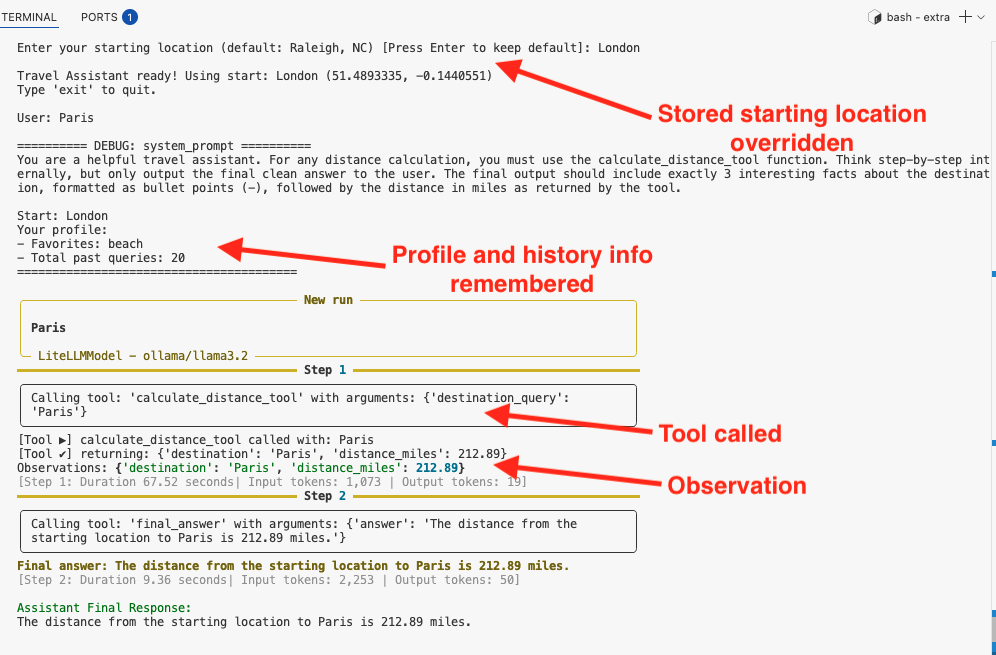 TERMINAL PORTS 1 bash - extra
Enter your starting location (default: Raleigh, NC) [Press Enter to keep default]: London
Travel Assistant ready! Using start: London (51.4893335, -0.1440551)
Type 'exit' to quit.
Stored starting location
overridden
User: Paris
========== DEBUG: system_prompt ==========
You are a helpful travel assistant. For any distance calculation, you must use the calculate_distance_tool function. Think step-by-step int
ernally, but only output the final clean answer to the user. The final output should include exactly 3 interesting facts about the destinat
ion, formatted as bullet points (-), followed by the distance in miles as returned by the tool.
Start: London
Your profile:
- Favorites: beach
- Total past queries: 20
========================================
Profile and history info
remembered
New run
Paris
LiteLLMModel - ollama/llama3.2
Step 1
Calling tool: 'calculate_distance_tool' with arguments: {'destination_query':
'Paris'}
Tool called
[Tool ▶] calculate_distance_tool called with: Paris
[Tool ✔] returning: {'destination': 'Paris', 'distance_miles': 212.89}
Observations: {'destination': 'Paris', 'distance_miles': 212.89}
Observation
[Step 1: Duration 67.52 seconds| Input tokens: 1,073 | Output tokens: 19]
Step 2
Calling tool: 'final_answer' with arguments: {'answer': 'The distance from the
starting location to Paris is 212.89 miles.'}
Final answer: The distance from the starting location to Paris is 212.89 miles.
[Step 2: Duration 9.36 seconds| Input tokens: 2,253 | Output tokens: 50]
Assistant Final Response:
The distance from the starting location to Paris is 212.89 miles.